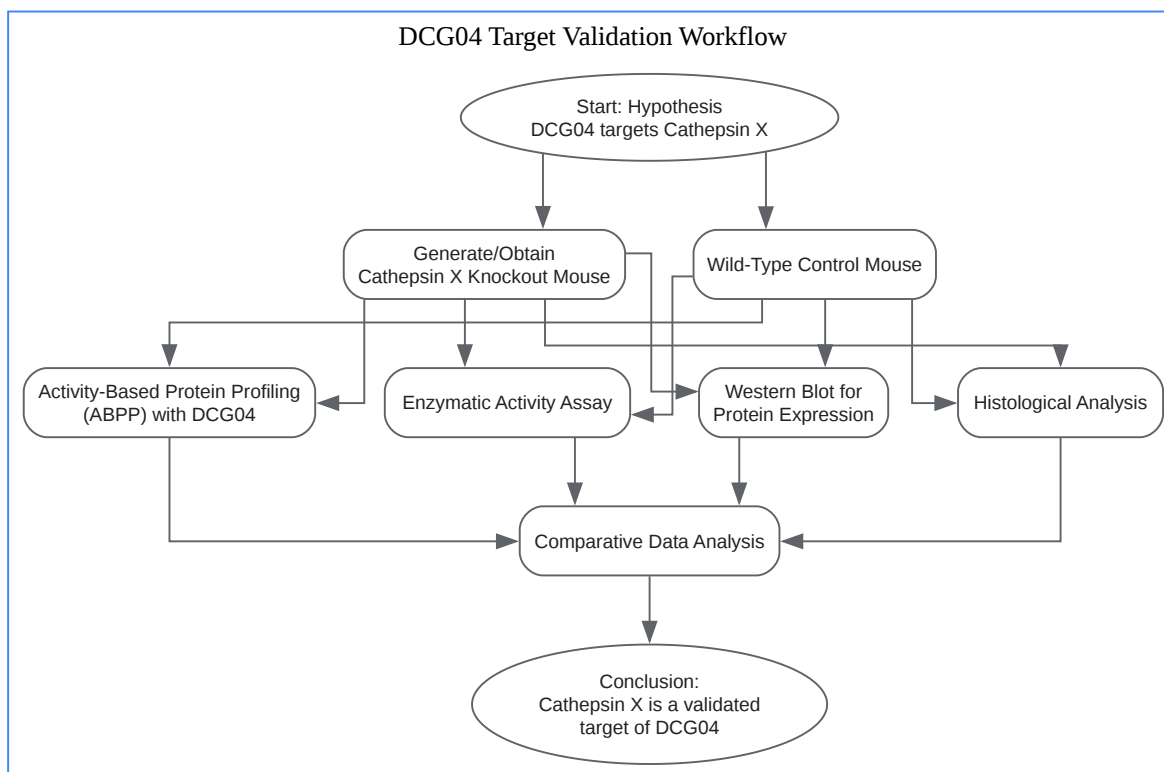 DCG04 Target Validation Workflow
Start: Hypothesis
DCG04 targets Cathepsin X
Generate/Obtain
Cathepsin X Knockout Mouse
Wild-Type Control Mouse
Activity-Based Protein Profiling
(ABPP) with DCG04
Enzymatic Activity Assay
Western Blot for
Protein Expression
Histological Analysis
Comparative Data Analysis
Conclusion:
Cathepsin X is a validated
target of DCG04